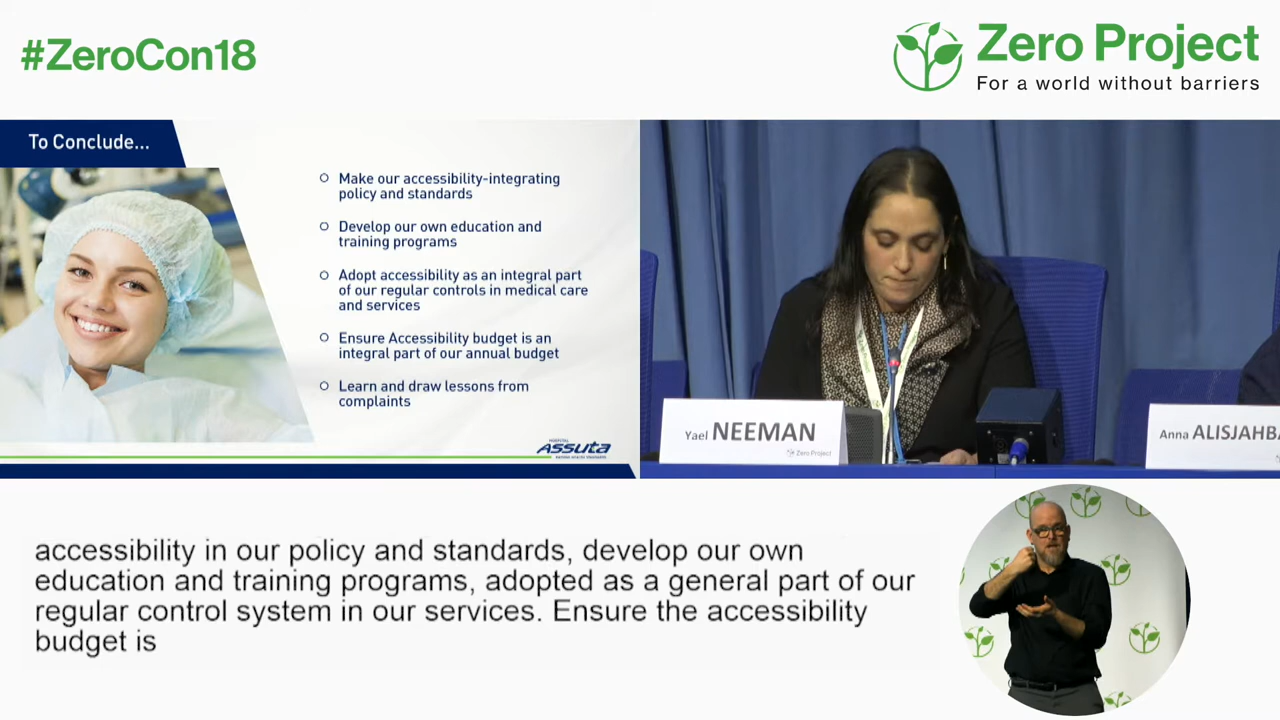 #ZeroCon18
Zero Project
For a world without barriers
To Conclude...
Make our accessibility-integrating
policy and standards
Develop our own education and
training programs
Adopt accessibility as an integral part
of our regular controls in medical care
and services
Ensure Accessibility budget is an
integral part of our annual budget
Learn and draw lessons from
complaints
HOSPITAL
ASSUTA
Yael NEEMAN
Zero Project
Anna ALISJAHBA
accessibility in our policy and standards, develop our own
education and training programs, adopted as a general part of our
regular control system in our services. Ensure the accessibility
budget is